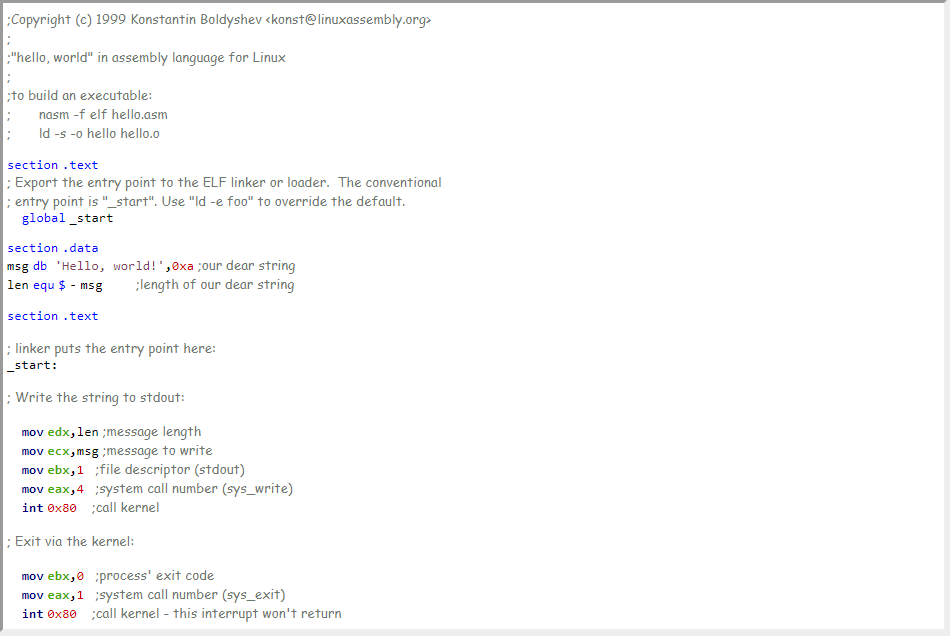 ;Copyright (c) 1999 Konstantin Boldyshev <konst@linuxassembly.org>
;
;"hello, world" in assembly language for Linux
;
;to build an executable:
;       nasm -f elf hello.asm
;       ld -s -o hello hello.o

section .text
; Export the entry point to the ELF linker or loader.  The conventional
; entry point is "_start". Use "ld -e foo" to override the default.
  global _start

section .data
msg db 'Hello, world!',0xa ;our dear string
len equ $ - msg      ;length of our dear string

section .text

; linker puts the entry point here:
_start:

; Write the string to stdout:

  mov edx,len ;message length
  mov ecx,msg ;message to write
  mov ebx,1   ;file descriptor (stdout)
  mov eax,4   ;system call number (sys_write)
  int 0x80    ;call kernel

; Exit via the kernel:

  mov ebx,0   ;process' exit code
  mov eax,1   ;system call number (sys_exit)
  int 0x80    ;call kernel - this interrupt won't return